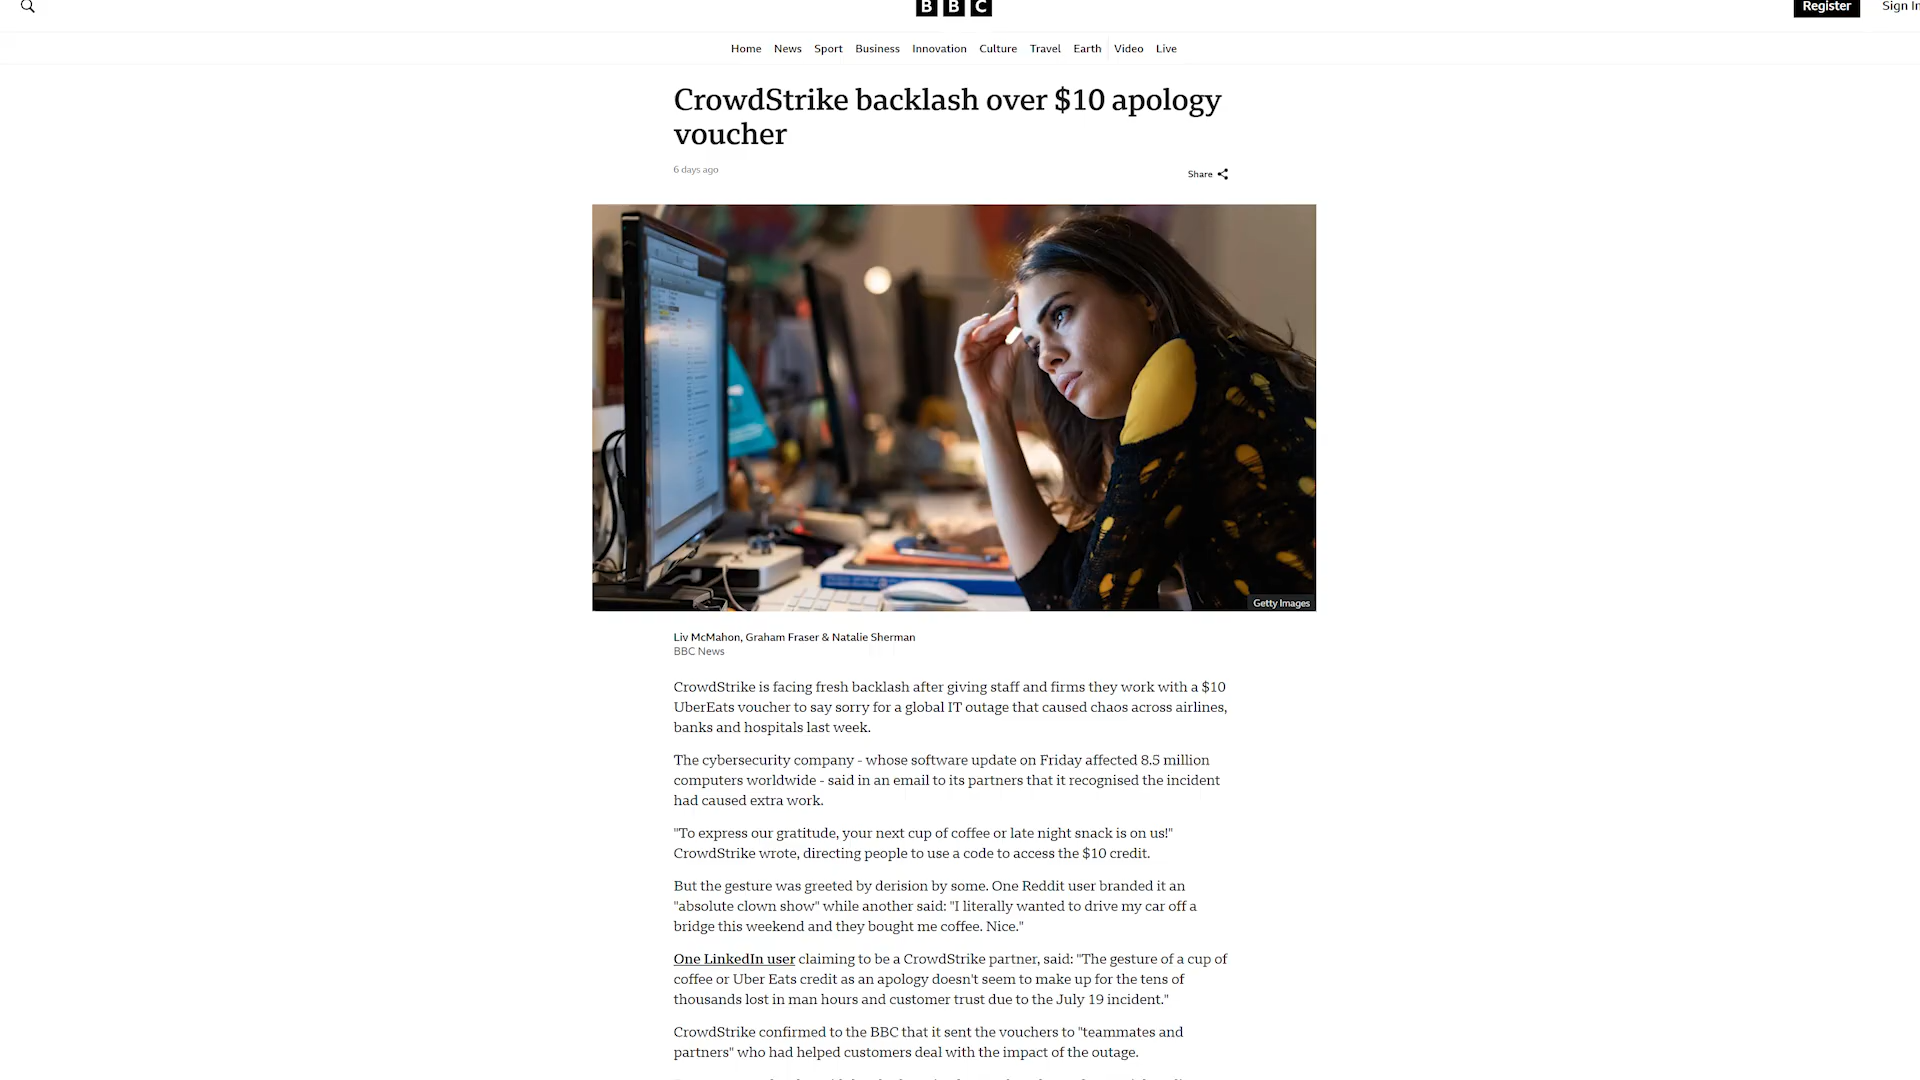 BBC
Register
Sign In
Home News Sport Business Innovation Culture Travel Earth Video Live
CrowdStrike backlash over $10 apology
voucher
6 days ago
Share
Getty Images
Liv McMahon, Graham Fraser & Natalie Sherman
BBC News
CrowdStrike is facing fresh backlash after giving staff and firms they work with a $10
UberEats voucher to say sorry for a global IT outage that caused chaos across airlines,
banks and hospitals last week.
The cybersecurity company - whose software update on Friday affected 8.5 million
computers worldwide - said in an email to its partners that it recognised the incident
had caused extra work.
"To express our gratitude, your next cup of coffee or late night snack is on us!"
CrowdStrike wrote, directing people to use a code to access the $10 credit.
But the gesture was greeted by derision by some. One Reddit user branded it an
"absolute clown show" while another said: "I literally wanted to drive my car off a
bridge this weekend and they bought me coffee. Nice."
One LinkedIn user claiming to be a CrowdStrike partner, said: "The gesture of a cup of
coffee or Uber Eats credit as an apology doesn't seem to make up for the tens of
thousands lost in man hours and customer trust due to the July 19 incident."
CrowdStrike confirmed to the BBC that it sent the vouchers to "teammates and
partners" who had helped customers deal with the impact of the outage.